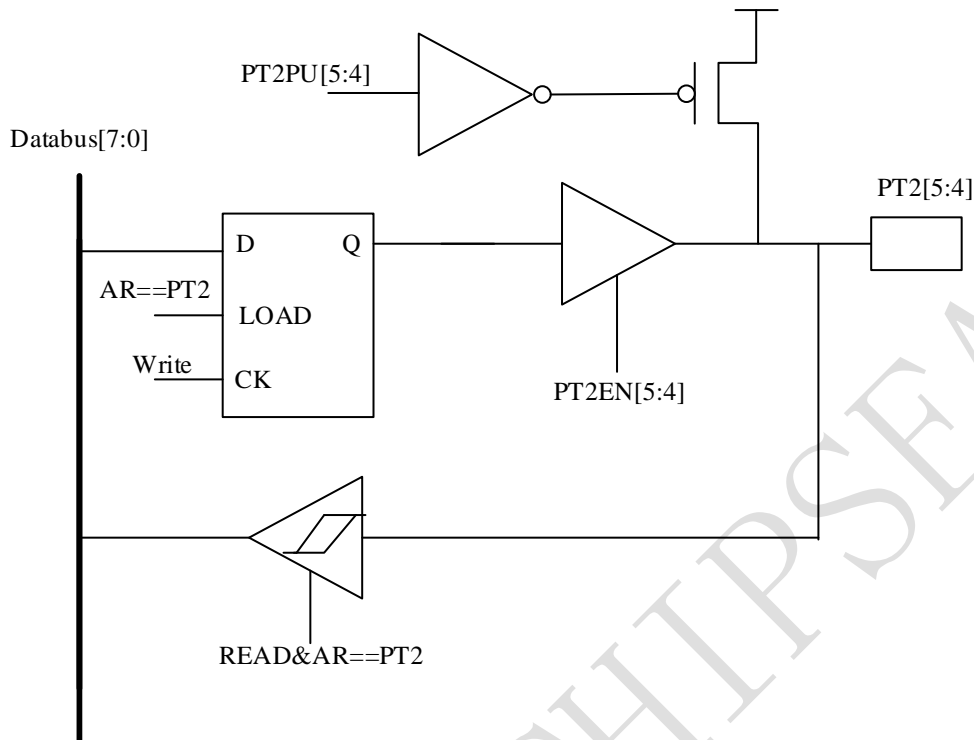 PT2PU[5:4]
Databus[7:0]
PT2[5:4]
D
Q
AR==PT2
LOAD
Write
CK
PT2EN[5:4]
READ&AR==PT2
CHIPSEA